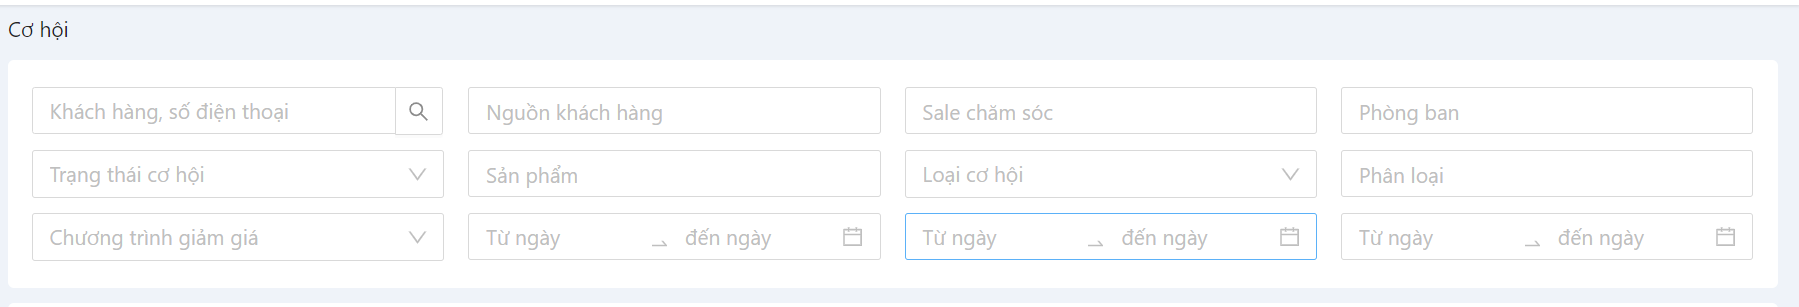 Cơ hội
Khách hàng, số điện thoại
Nguồn khách hàng
Sale chăm sóc
Phòng ban
Trạng thái cơ hội
Sản phẩm
Loại cơ hội
Phân loại
Chương trình giảm giá
Từ ngày → đến ngày
Từ ngày → đến ngày
Từ ngày → đến ngày